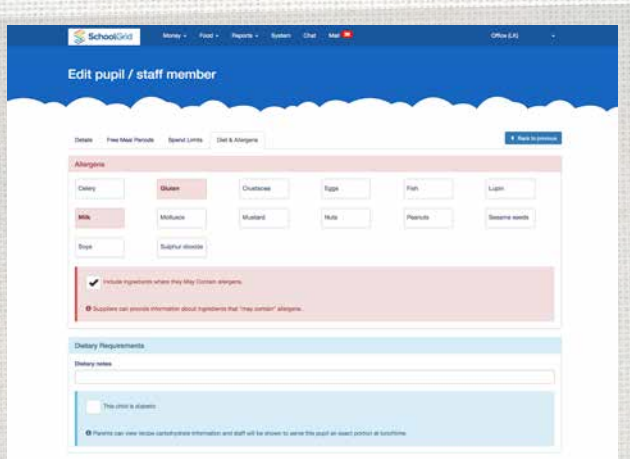 SchoolGrid Money Food Reports System Chat Mail Office (LA)
Edit pupil / staff member
Details Free Meal Periods Spend Limits Diet & Allergens Back to previous
Allergens
Celery Gluten Crustacea Eggs Fish Lupin
Milk Molluscs Mustard Nuts Peanuts Sesame seeds
Soya Sulphur dioxide
Include ingredients where they May Contain allergens.
Suppliers can provide information about ingredients that "may contain" allergens.
Dietary Requirements
Dietary notes
This child is diabetic
Parents can view recipe carbohydrate information and staff will be shown to serve this pupil an exact portion at lunchtime.